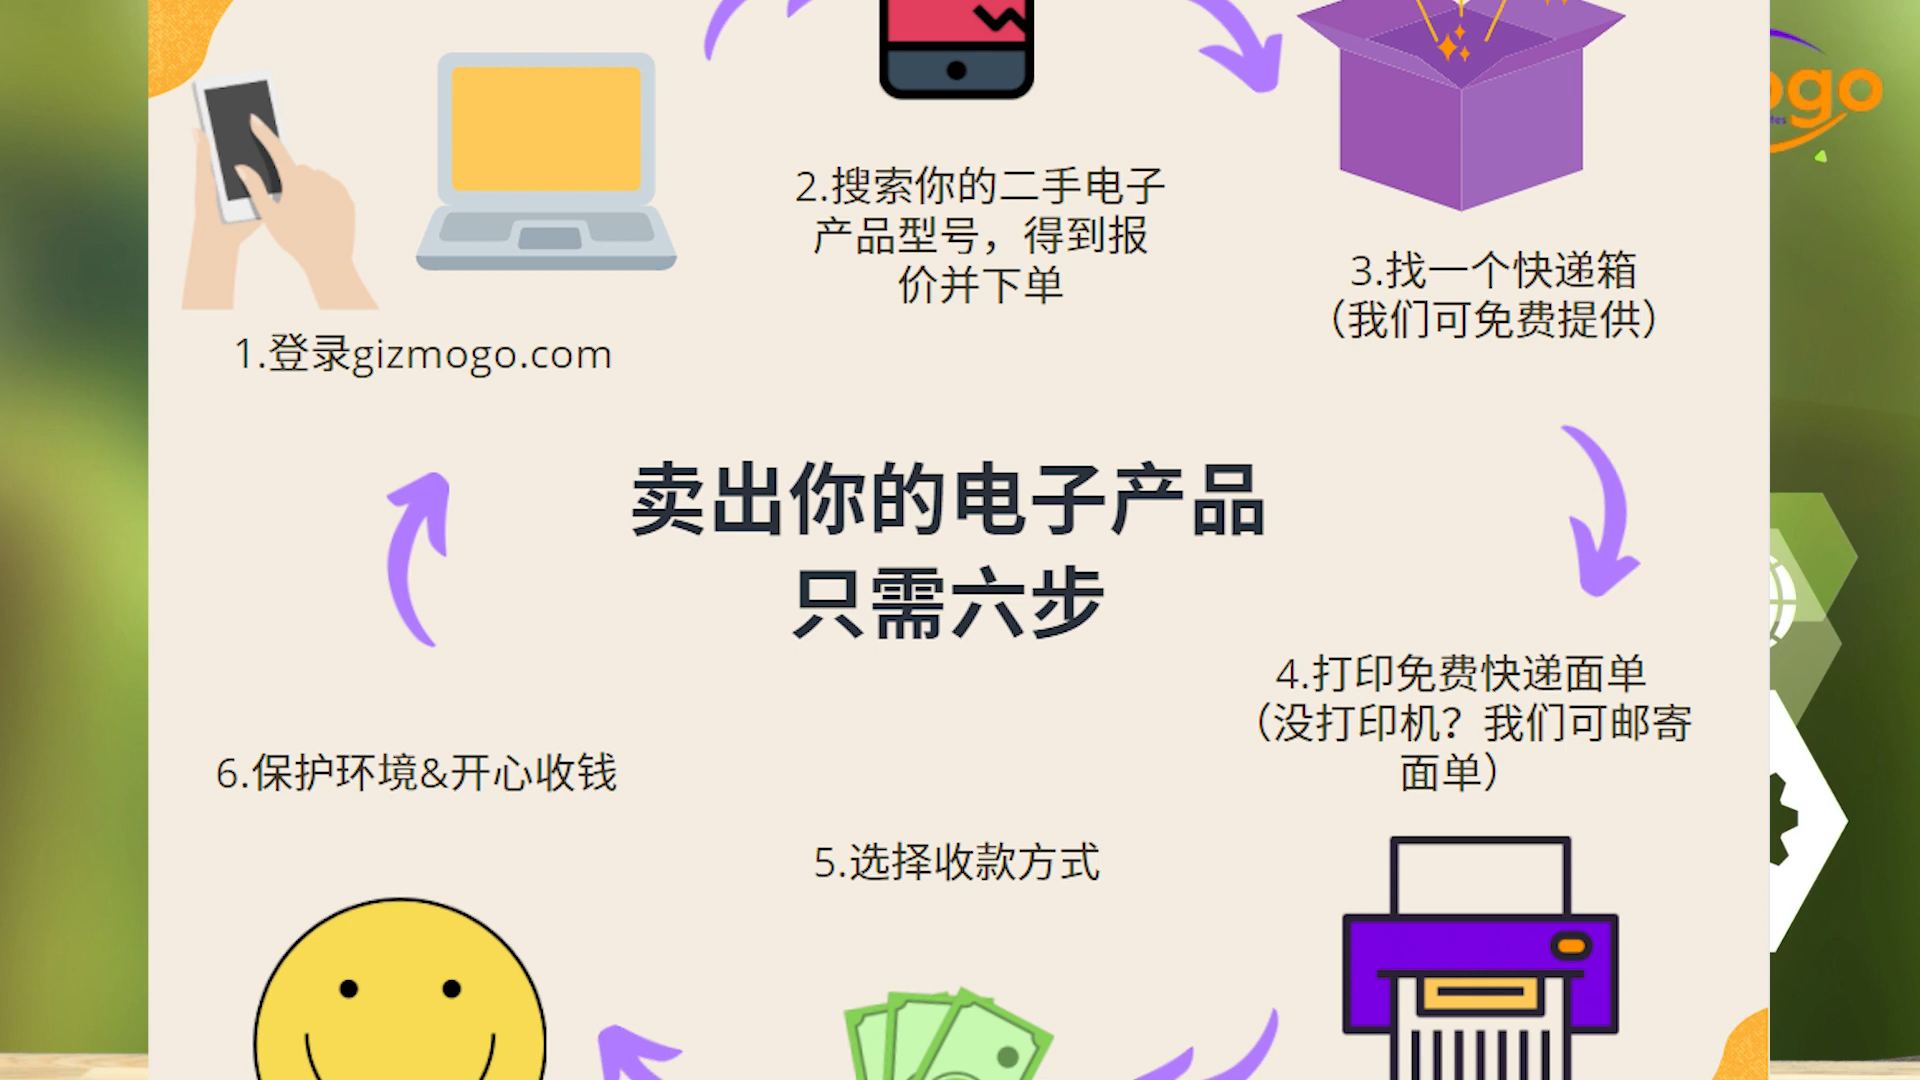 1.登录gizmogo.com
2.搜索你的二手电子
产品型号，得到报
价并下单
3.找一个快递箱
（我们可免费提供）
卖出你的电子产品
只需六步
4.打印免费快递面单
（没打印机？我们可邮寄
面单）
5.选择收款方式
6.保护环境&开心收钱
ogo